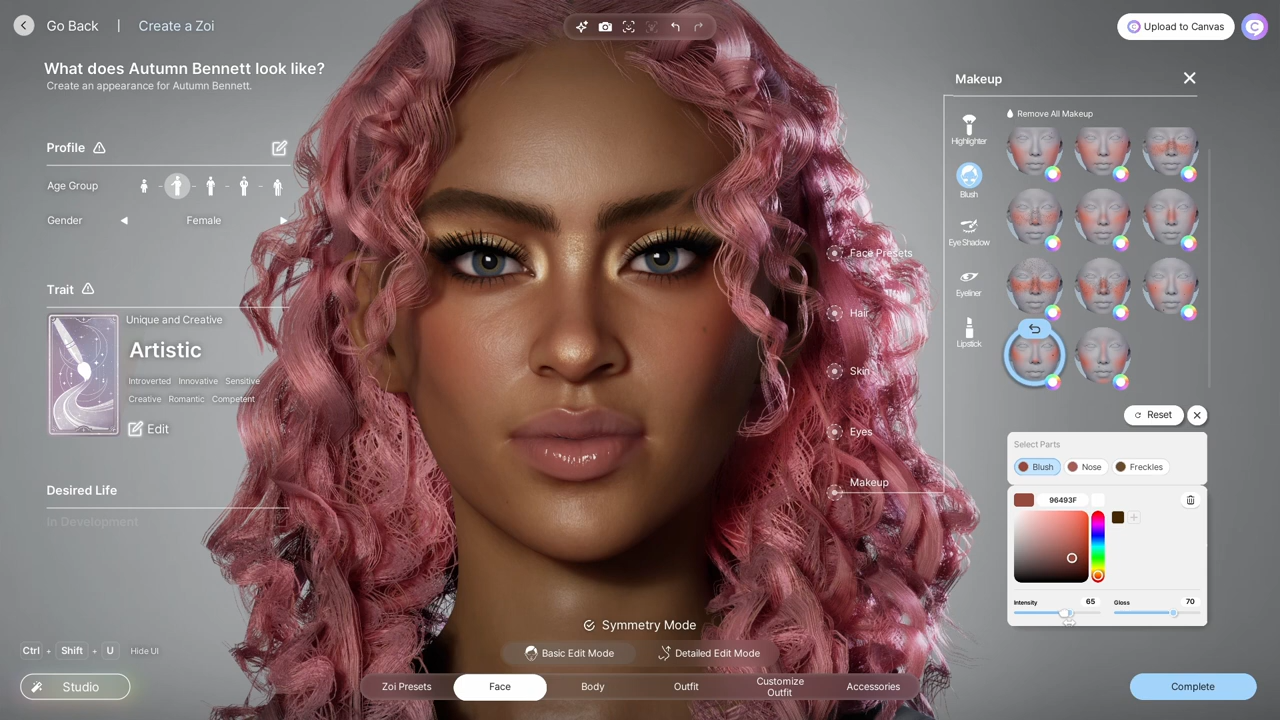 Go Back | Create a Zoi
Upload to Canvas
What does Autumn Bennett look like?
Create an appearance for Autumn Bennett.
Profile
Age Group
Gender
Female
Trait
Unique and Creative
Artistic
Introverted Innovative Sensitive
Creative Romantic Competent
Edit
Desired Life
In Development
Ctrl + Shift + U Hide UI
Studio
Face Presets
Hair
Skin
Eyes
Makeup
Symmetry Mode
Basic Edit Mode
Detailed Edit Mode
Zoi Presets
Face
Body
Outfit
Customize
Outfit
Accessories
Makeup
Remove All Makeup
Highlighter
Blush
EyeShadow
Eyeliner
Lipstick
Reset
Select Parts
Blush
Nose
Freckles
96493F
Intensity 65
Gloss 70
Complete